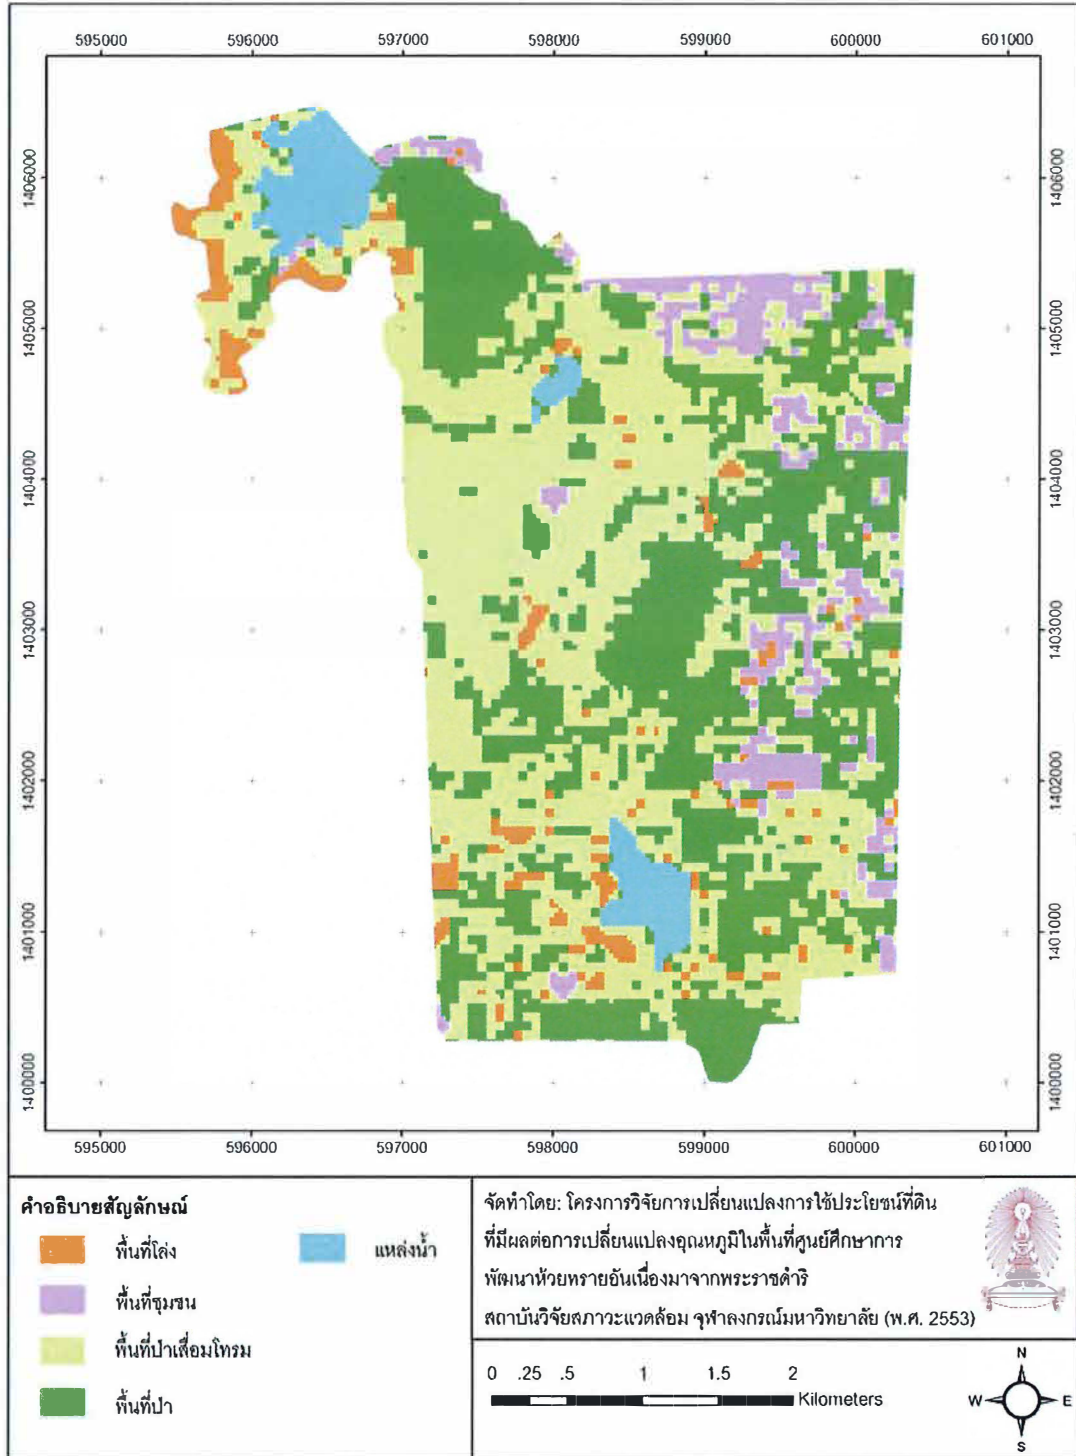 595000 596000 597000 598000 599000 600000 601000
1406000 1406000
1405000 1405000
1404000 1404000
1403000 1403000
1402000 1402000
1401000 1401000
1400000 1400000
595000 596000 597000 598000 599000 600000 601000
คำอธิบายสัญลักษณ์
พื้นที่โล่ง
แหล่งน้ำ
พื้นที่ชุมชน
พื้นที่ป่าเสื่อมโทรม
พื้นที่ป่า
จัดทำโดย: โครงการวิจัยการเปลี่ยนแปลงการใช้ประโยชน์ที่ดิน
ที่มีผลต่อการเปลี่ยนแปลงอุณหภูมิในพื้นที่ศูนย์ศึกษาการ
พัฒนาห้วยทรายอันเนื่องมาจากพระราชดำริ
สถาบันวิจัยสภาวะแวดล้อม จุฬาลงกรณ์มหาวิทยาลัย (พ.ศ. 2553)
0 .25 .5 1 1.5 2
Kilometers
N
W E
S